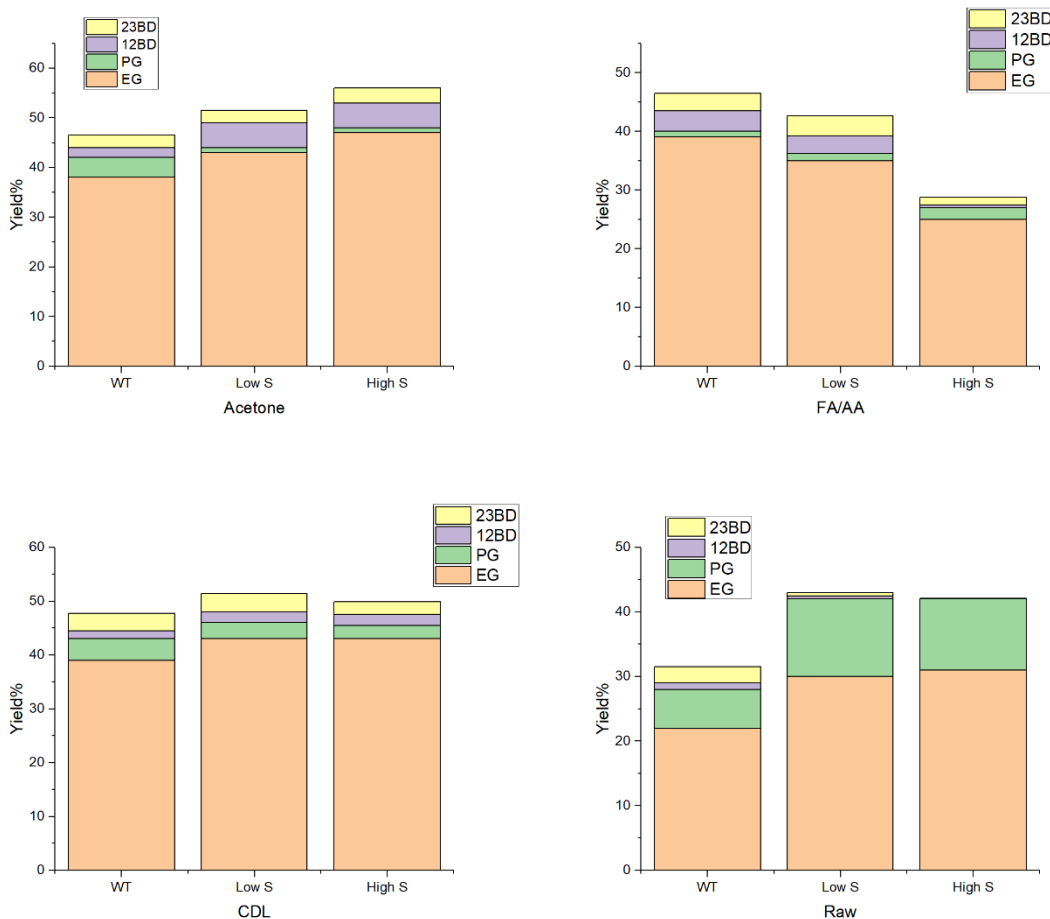 23BD
12BD
PG
EG
Yield%
60
50
40
30
20
10
0
WT Low S High S
Acetone
23BD
12BD
PG
EG
Yield%
50
40
30
20
10
0
WT Low S High S
FA/AA
23BD
12BD
PG
EG
Yield%
60
50
40
30
20
10
0
WT Low S High S
CDL
23BD
12BD
PG
EG
Yield%
50
40
30
20
10
0
WT Low S High S
Raw